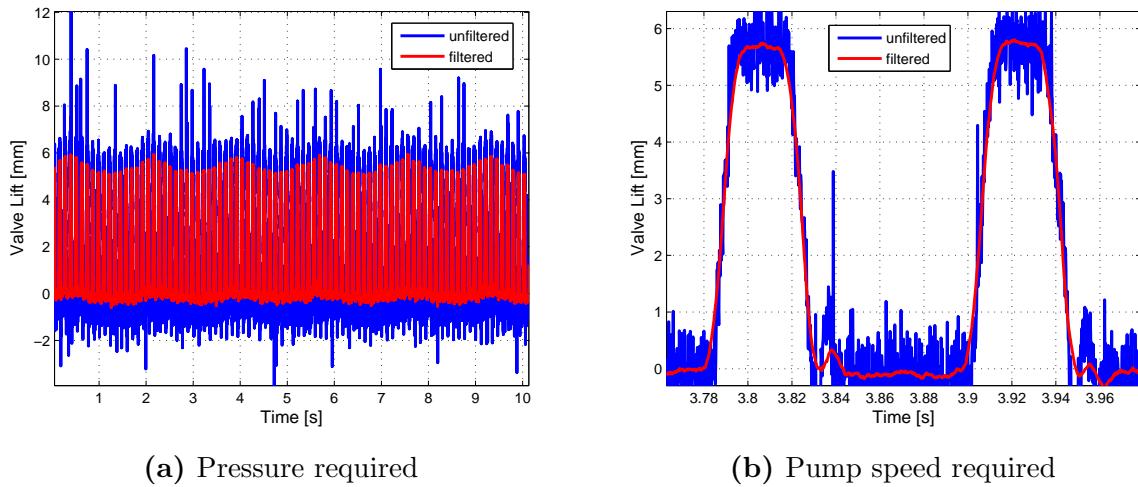 12
10
8
6
4
2
0
−2
Valve Lift [mm]
1 2 3 4 5 6 7 8 9 10
Time [s]
unfiltered
filtered
(a) Pressure required
6
5
4
3
2
1
0
Valve Lift [mm]
3.78 3.8 3.82 3.84 3.86 3.88 3.9 3.92 3.94 3.96
Time [s]
unfiltered
filtered
(b) Pump speed required